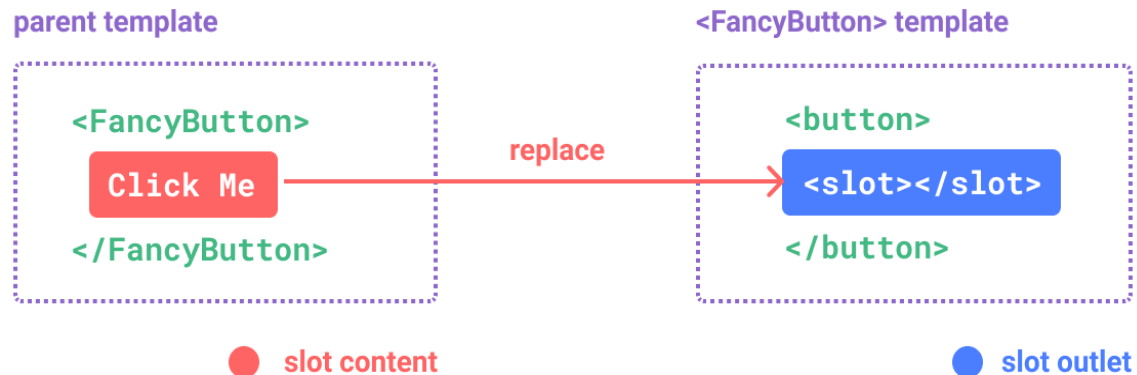 parent template
<FancyButton> template
<FancyButton>
Click Me
</FancyButton>
replace
<button>
<slot></slot>
</button>
slot content
slot outlet